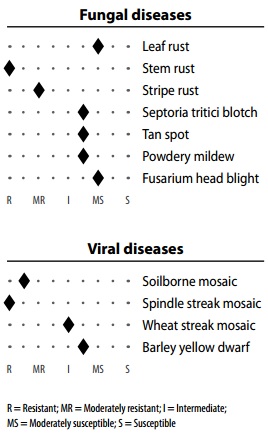 Fungal diseases
Leaf rust
Stem rust
Stripe rust
Septoria tritici blotch
Tan spot
Powdery mildew
Fusarium head blight
R MR I MS S
Viral diseases
Soilborne mosaic
Spindle streak mosaic
Wheat streak mosaic
Barley yellow dwarf
R MR I MS S
R = Resistant; MR = Moderately resistant; I = Intermediate;
MS = Moderately susceptible; S = Susceptible